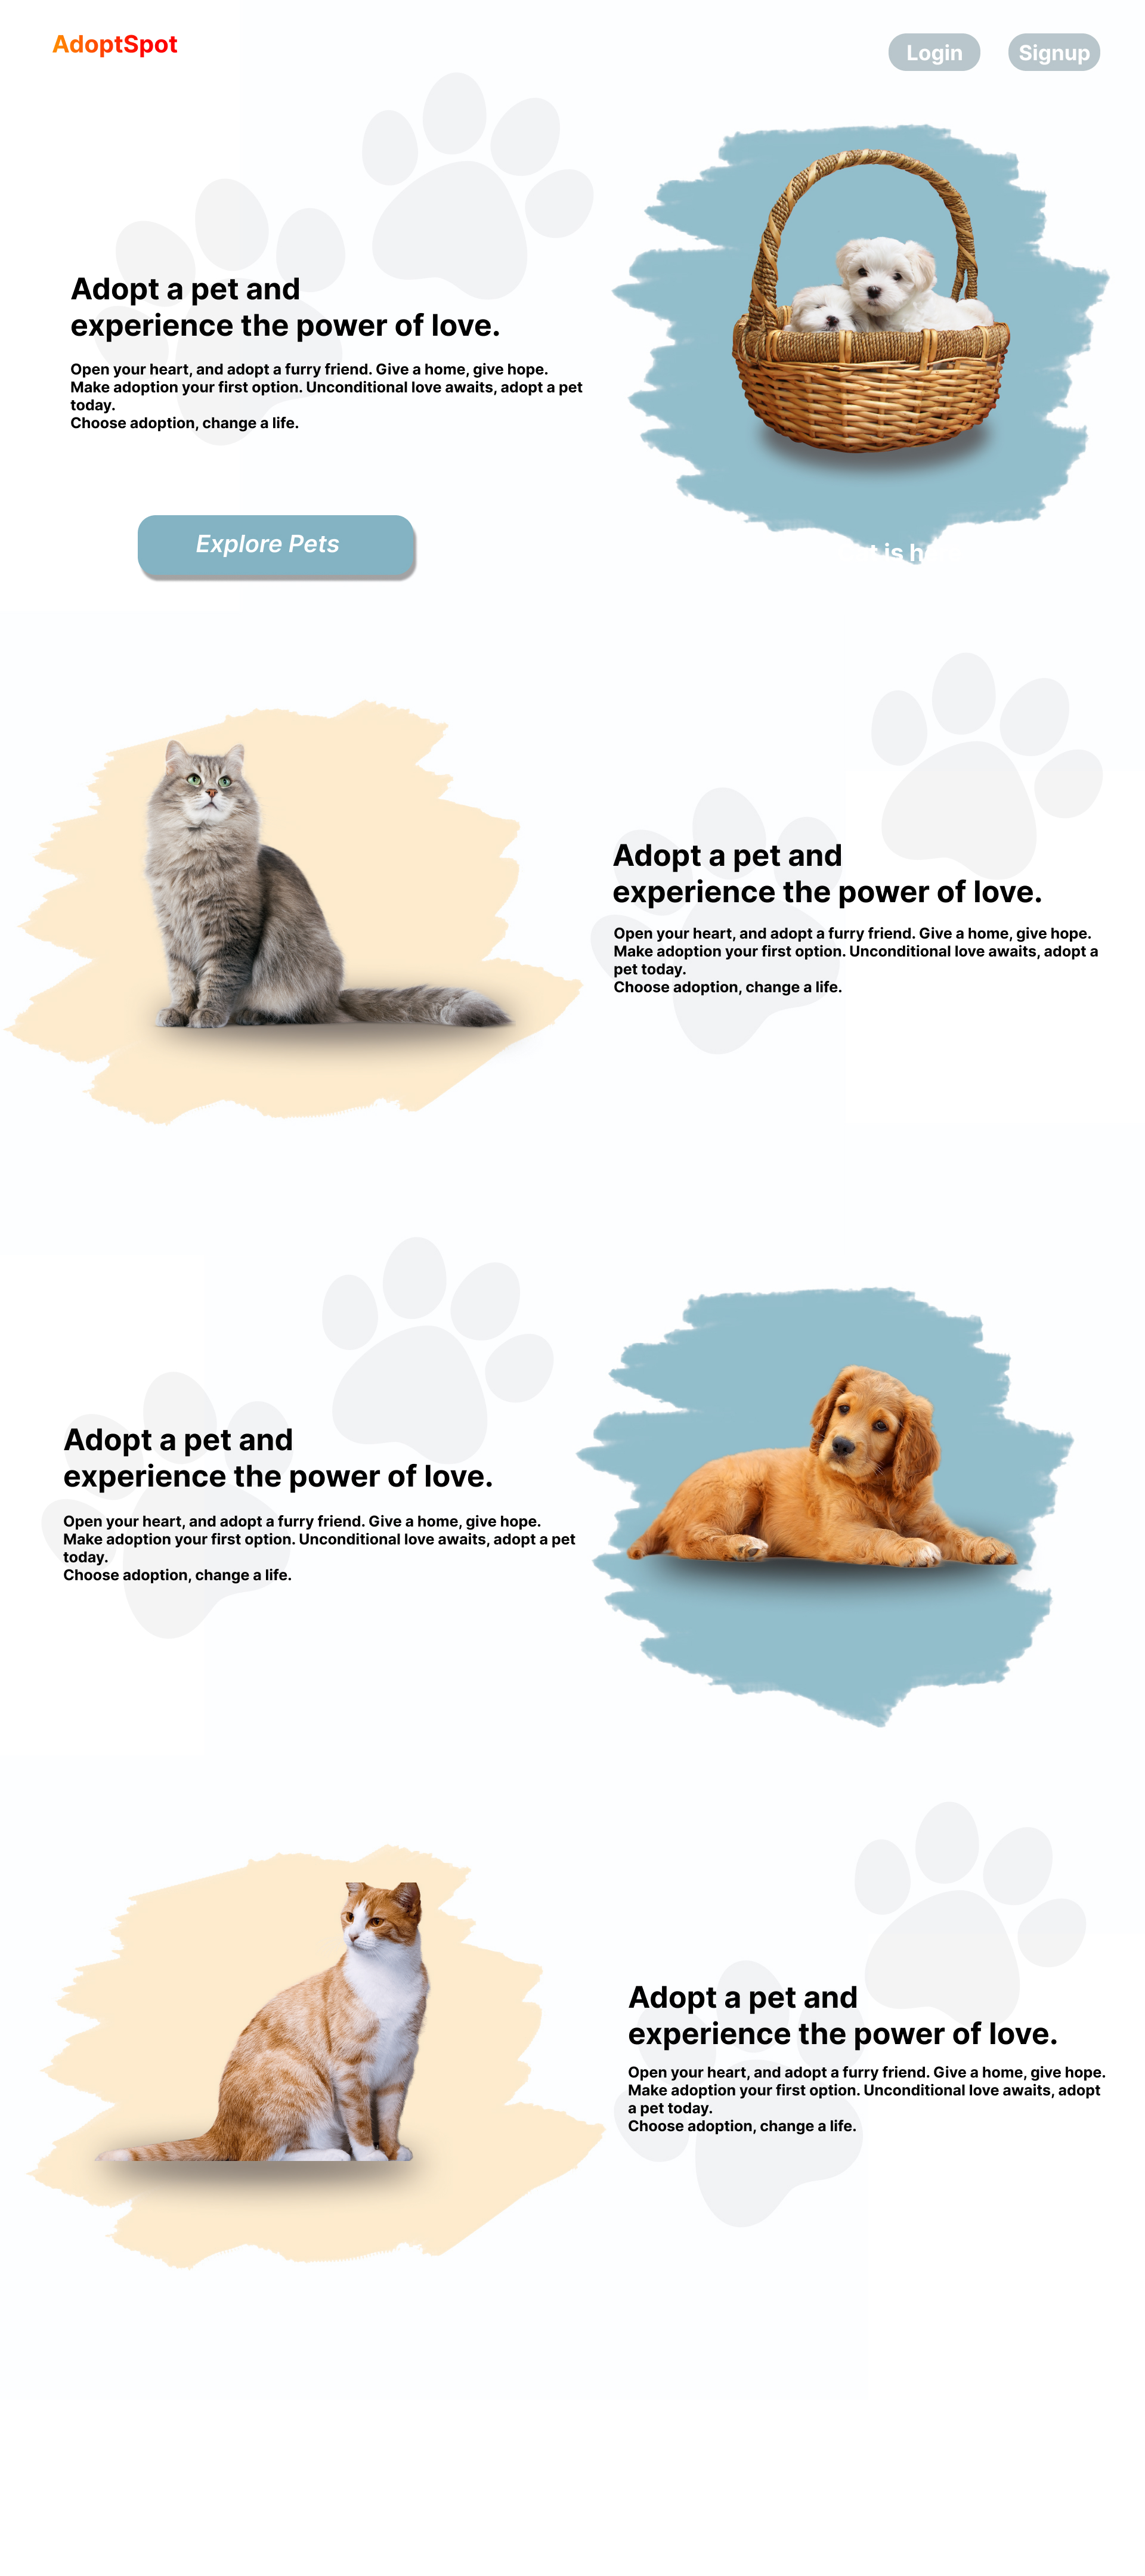 AdoptSpot
Login
Signup
Adopt a pet and
experience the power of love.
Open your heart, and adopt a furry friend. Give a home, give hope.
Make adoption your first option. Unconditional love awaits, adopt a pet
today.
Choose adoption, change a life.
Explore Pets
is
Adopt a pet and
experience the power of love.
Open your heart, and adopt a furry friend. Give a home, give hope.
Make adoption your first option. Unconditional love awaits, adopt a
pet today.
Choose adoption, change a life.
Adopt a pet and
experience the power of love.
Open your heart, and adopt a furry friend. Give a home, give hope.
Make adoption your first option. Unconditional love awaits, adopt a pet
today.
Choose adoption, change a life.
Adopt a pet and
experience the power of love.
Open your heart, and adopt a furry friend. Give a home, give hope.
Make adoption your first option. Unconditional love awaits, adopt
a pet today.
Choose adoption, change a life.